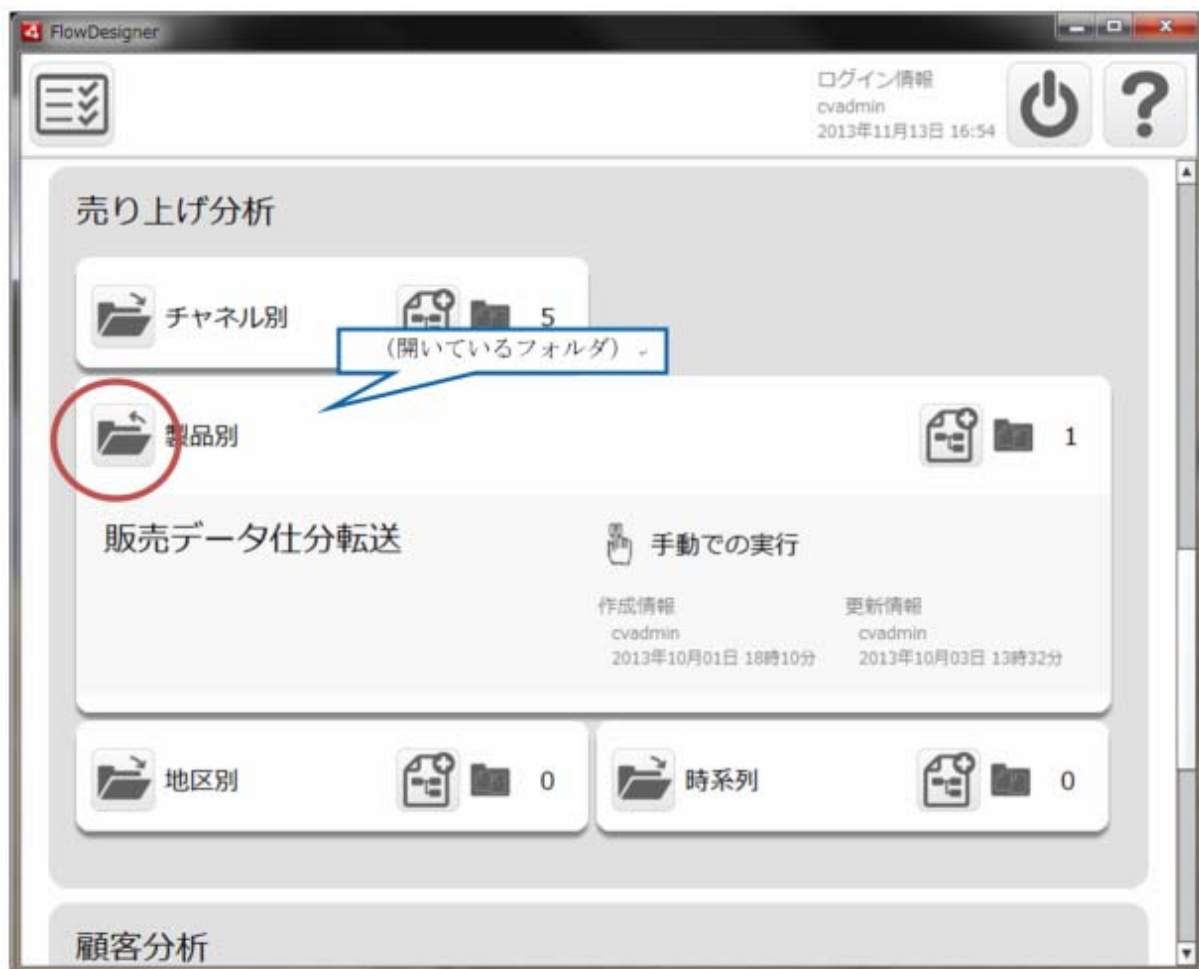 FlowDesigner
ログイン情報
cvadmin
2013年11月13日 16:54
売り上げ分析
チャネル別
5
(開いているフォルダ)
製品別
1
販売データ仕分転送
手動での実行
作成情報
更新情報
cvadmin
cvadmin
2013年10月01日 18時10分
2013年10月03日 13時32分
地区別
0
時系列
0
顧客分析